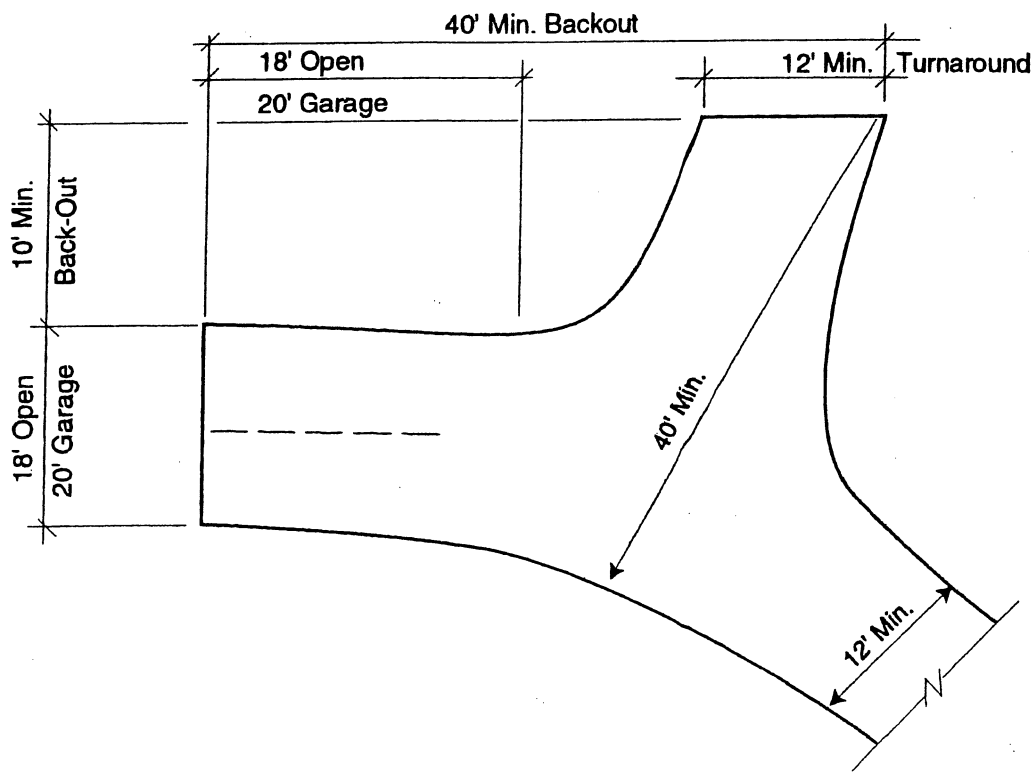 40' Min. Backout
18' Open
12' Min. Turnaround
20' Garage
10' Min.
Back-Out
18' Open
20' Garage
40' Min.
12' Min.
N